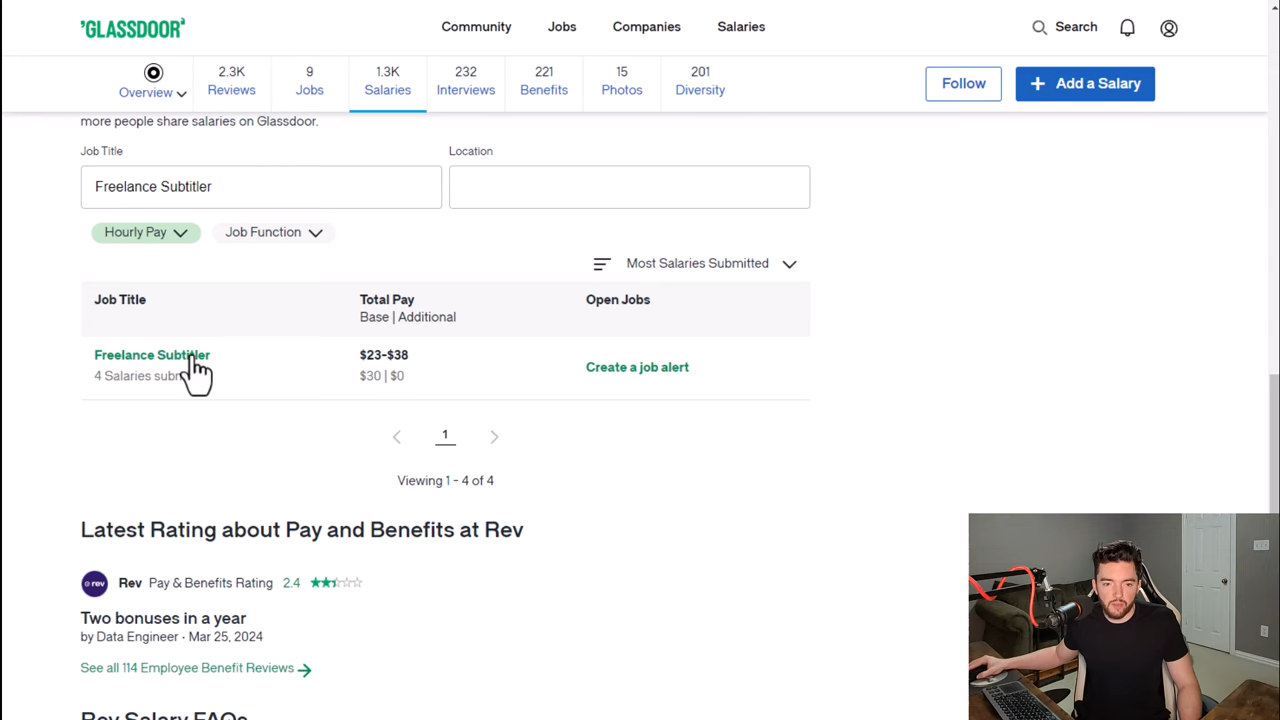 GLASSDOOR
Community Jobs Companies Salaries Search
Overview
2.3K Reviews
9 Jobs
1.3K Salaries
232 Interviews
221 Benefits
15 Photos
201 Diversity
Follow
+ Add a Salary
more people share salaries on Glassdoor.
Job Title
Location
Freelance Subtitler
Hourly Pay
Job Function
Most Salaries Submitted
Job Title
Total Pay
Base | Additional
Open Jobs
Freelance Subtitler
4 Salaries
$23-$38
$30 | $0
Create a job alert
1
Viewing 1 - 4 of 4
Latest Rating about Pay and Benefits at Rev
rev
Rev Pay & Benefits Rating 2.4
Two bonuses in a year
by Data Engineer · Mar 25, 2024
See all 114 Employee Benefit Reviews
Rev Salary FAQs